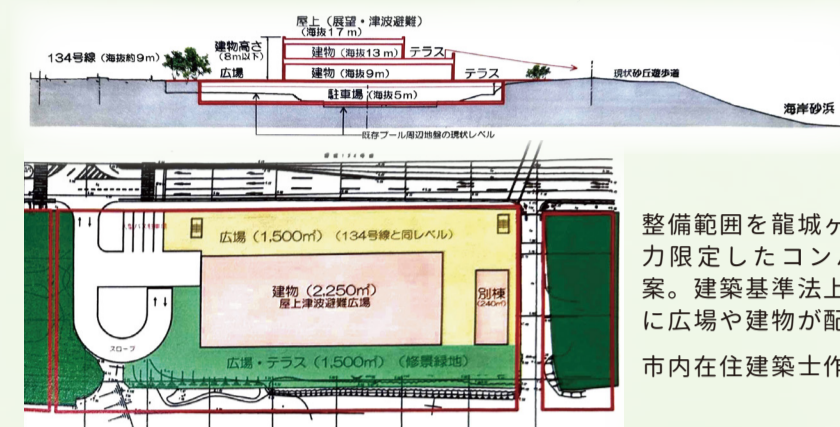 屋上（展望・津波避難）
（海抜17m）
建物高さ
（8m以下）
建物（海抜13m）
テラス
134号線（海抜約9m）
広場
建物（海抜9m）
テラス
現状砂丘遊歩道
駐車場（海抜5m）
海岸砂浜
既存プール周辺地盤の現状レベル
広場（1,500㎡）（134号線と同レベル）
建物（2,250㎡）
屋上津波避難広場
別棟
（240㎡）
スロープ
広場・テラス（1,500㎡）（修景緑地）
整備範囲を龍城ヶ
力限定したコンパ
案。建築基準法上
に広場や建物が配
市内在住建築士作